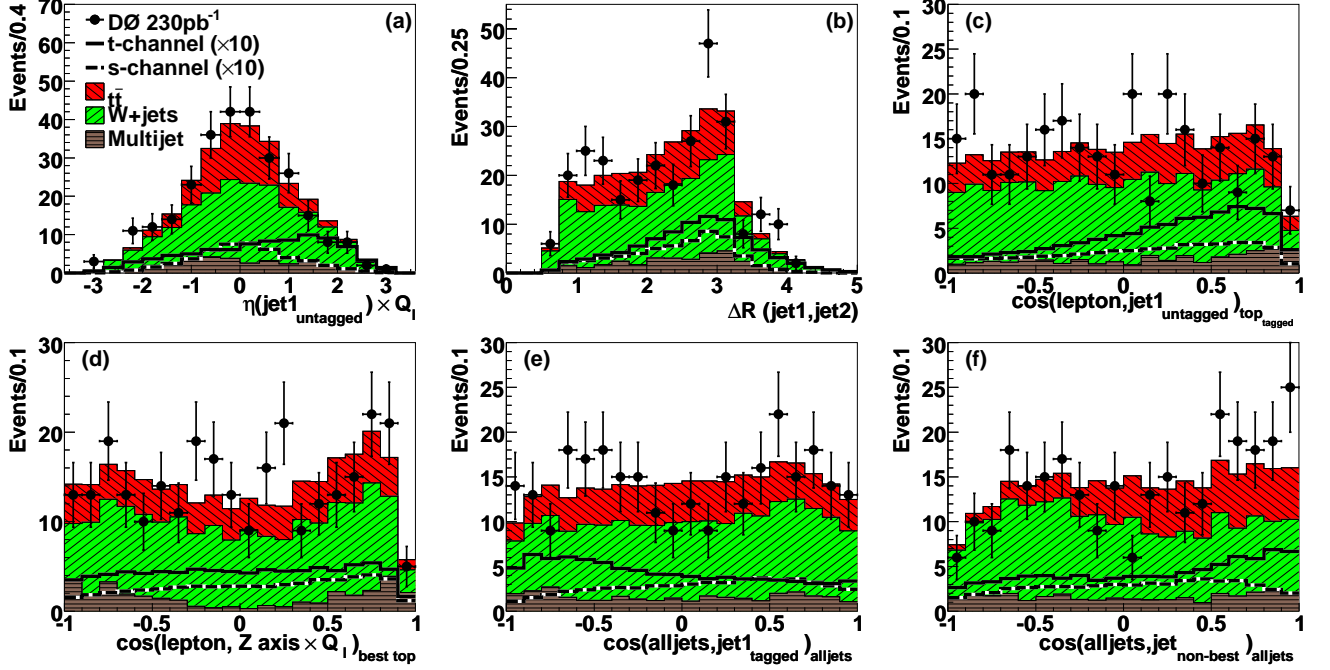 Events/0.4
70
60
50
40
30
20
10
0
(a)
DØ 230pb⁻¹
t-channel (×10)
s-channel (×10)
tt̄
W+jets
Multijet
-3 -2 -1 0 1 2 3
η(jet1untagged) × Ql
Events/0.25
50
40
30
20
10
0
(b)
0 1 2 3 4 5
ΔR (jet1,jet2)
Events/0.1
30
25
20
15
10
5
0
(c)
-1 -0.5 0 0.5 1
cos(lepton,jet1untagged)toptagged
Events/0.1
30
20
10
0
(d)
-1 -0.5 0 0.5 1
cos(lepton, Z axis × Ql)best top
Events/0.1
30
25
20
15
10
5
0
(e)
-1 -0.5 0 0.5 1
cos(alljets,jet1tagged)alljets
Events/0.1
30
25
20
15
10
5
0
(f)
-1 -0.5 0 0.5 1
cos(alljets,jetnon-best)alljets